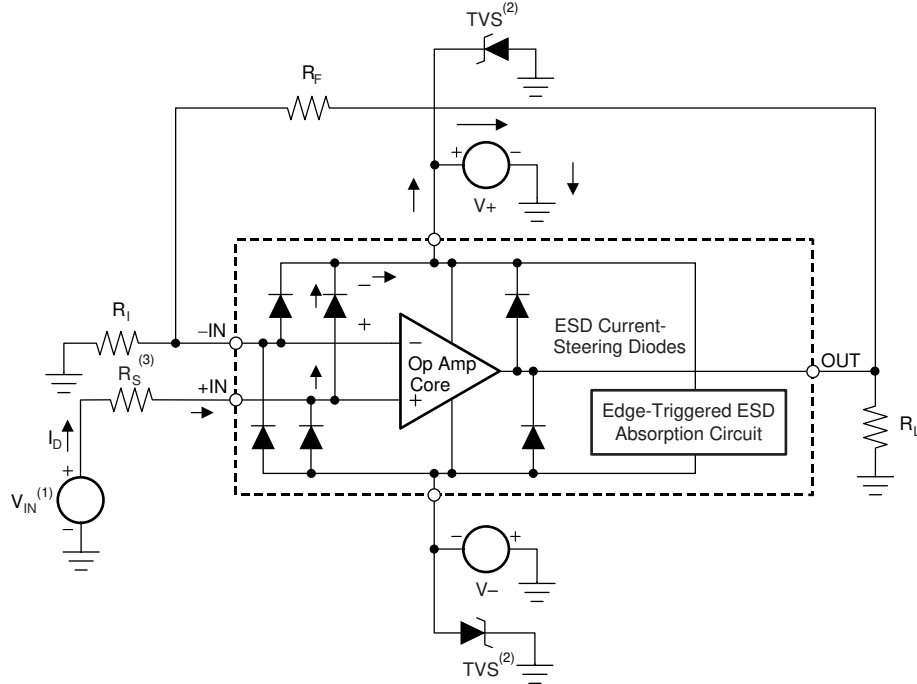 TVS(2)
RF
+ −
V+
RI
−IN
−
+
−
Op Amp
Core
+
ESD Current-
Steering Diodes
OUT
RS(3)
+IN
Edge-Triggered ESD
Absorption Circuit
RL
ID
+
VIN(1)
−
− +
V−
TVS(2)